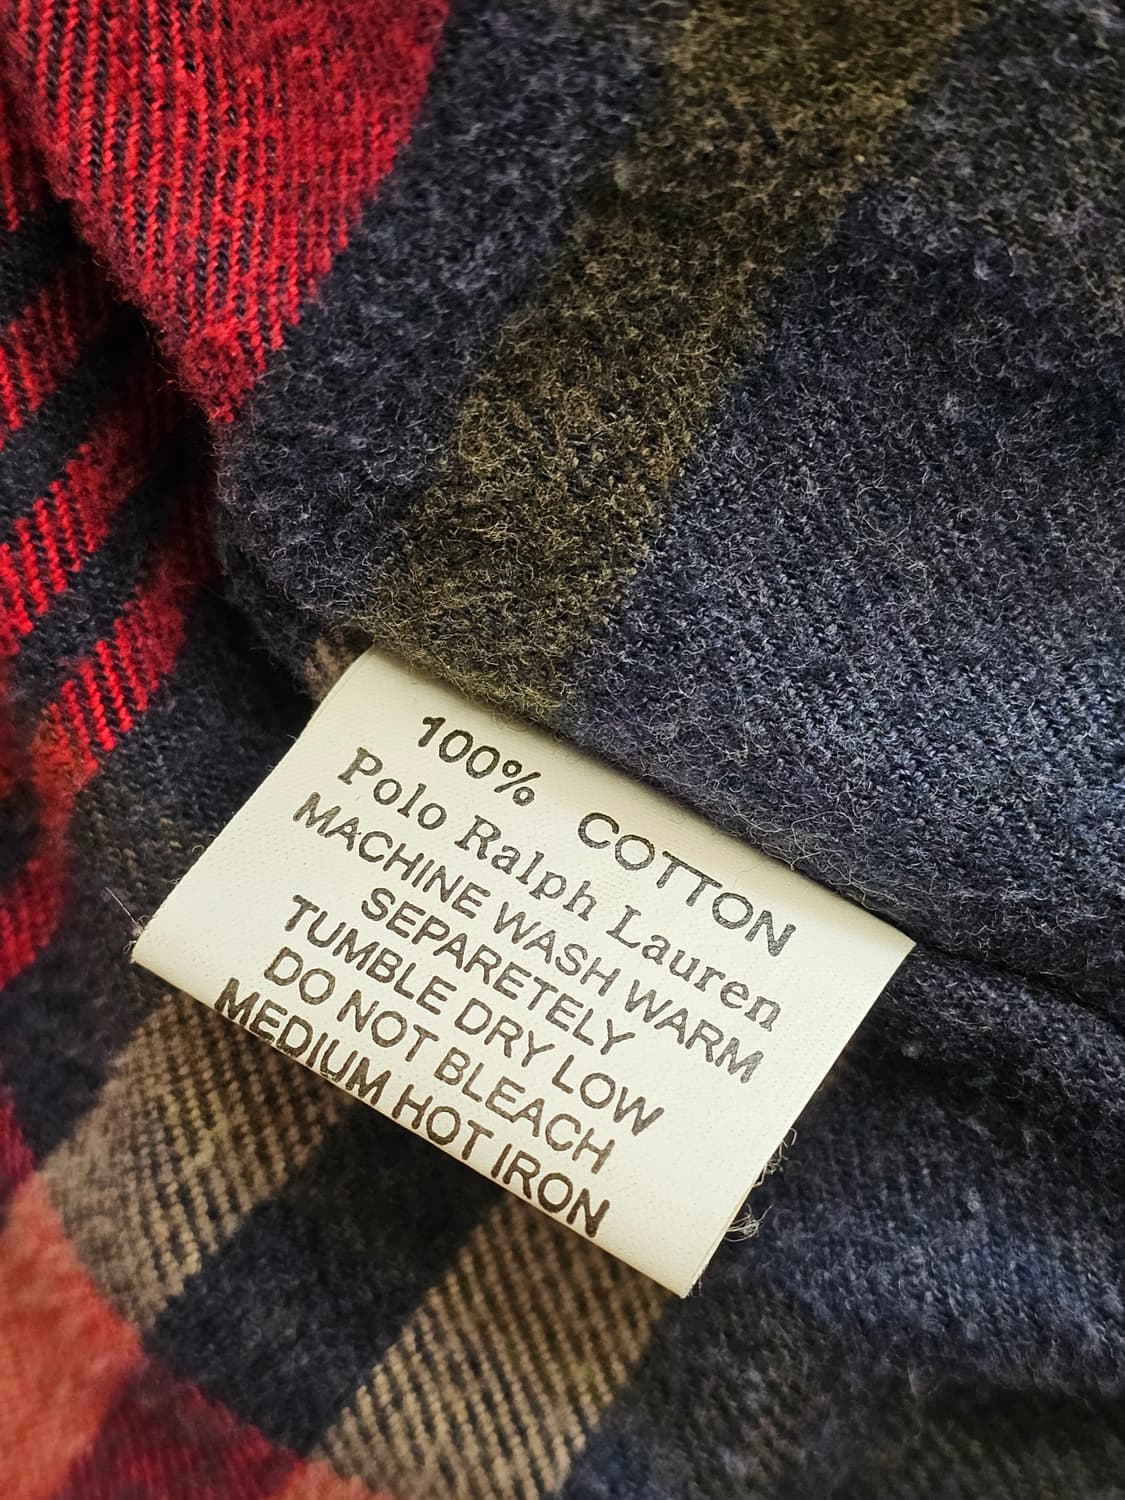 100% COTTON
Polo Ralph Lauren
MACHINE WASH WARM
SEPARETELY
TUMBLE DRY LOW
DO NOT BLEACH
MEDIUM HOT IRON